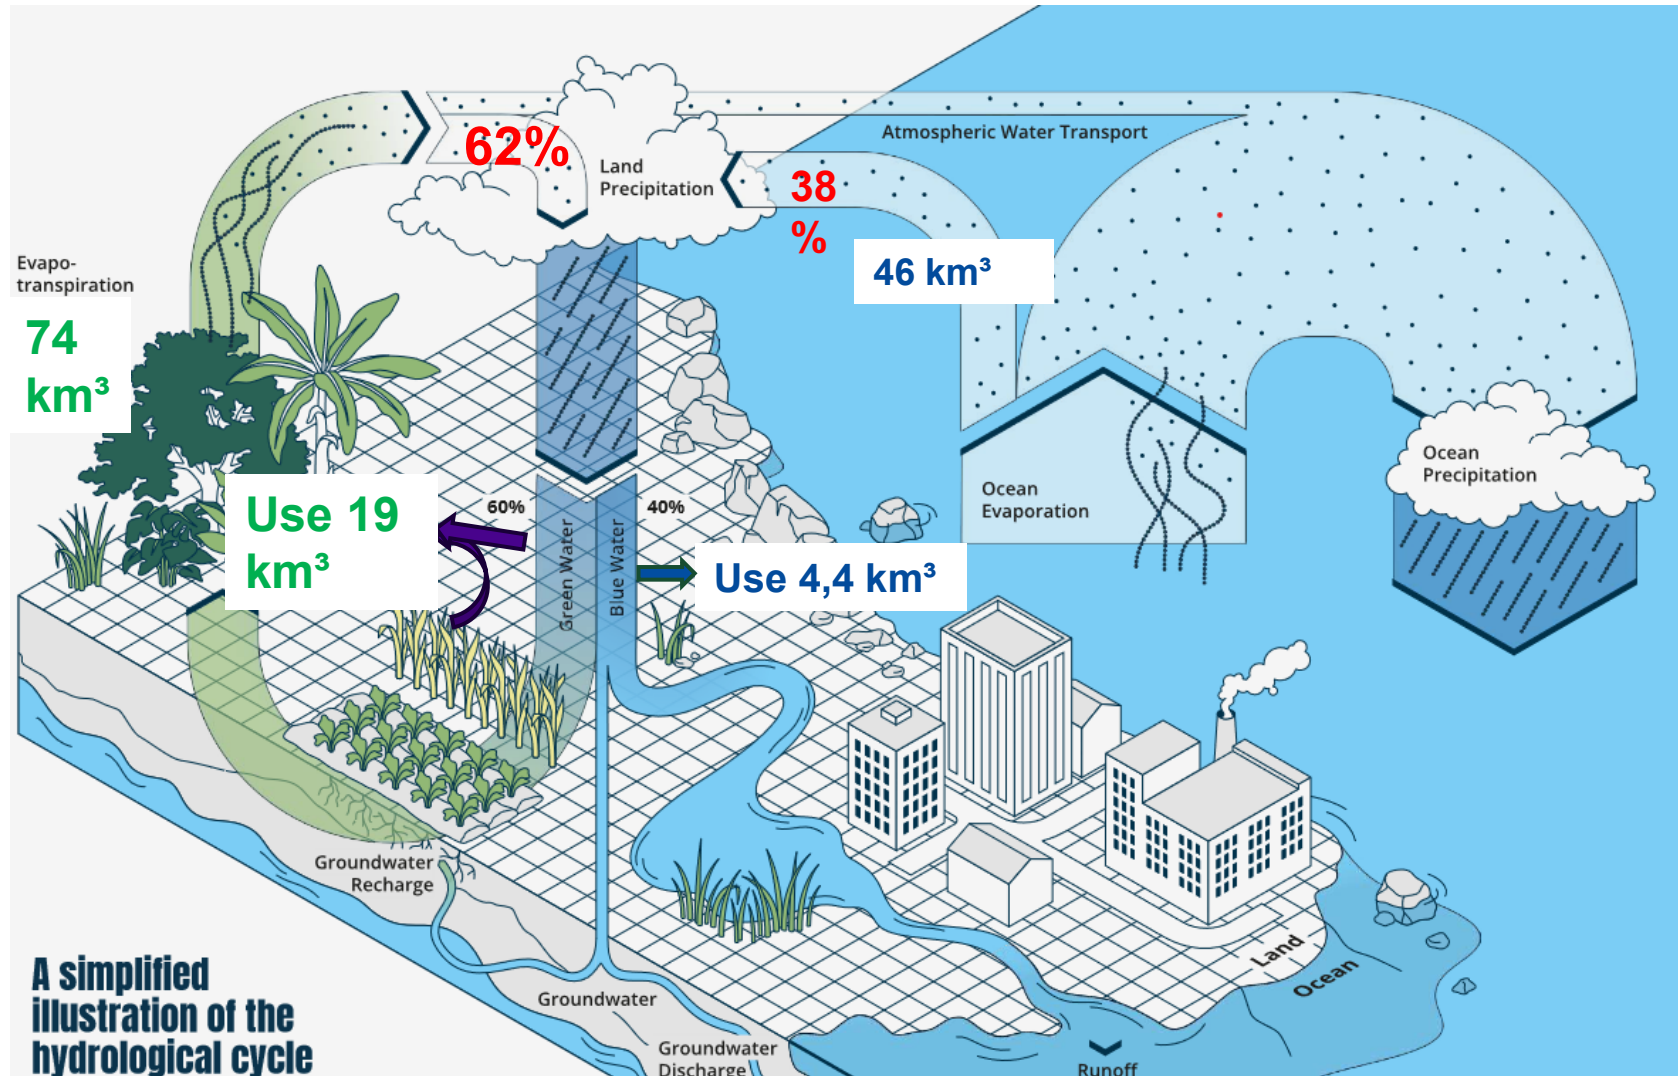 62%
Land
Precipitation
Atmospheric Water Transport
38
%
46 km³
Evapo-
transpiration
74
km³
Ocean
Precipitation
Ocean
Evaporation
60%
40%
Use 19
km³
Green Water
Blue Water
Use 4,4 km³
Groundwater
Recharge
Land
Ocean
A simplified
illustration of the
hydrological cycle
Groundwater
Groundwater
Discharge
Runoff